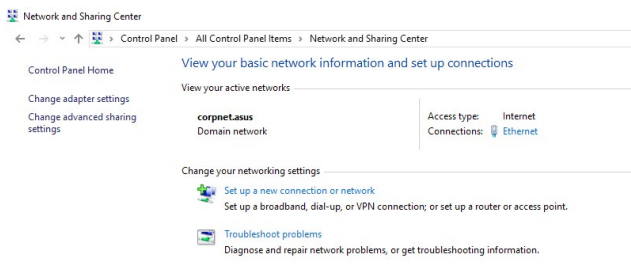 Network and Sharing Center
Control Panel > All Control Panel Items > Network and Sharing Center
Control Panel Home
Change adapter settings
Change advanced sharing
settings
View your basic network information and set up connections
View your active networks
corpnet.asus
Domain network
Access type: Internet
Connections: Ethernet
Change your networking settings
Set up a new connection or network
Set up a broadband, dial-up, or VPN connection; or set up a router or access point.
Troubleshoot problems
Diagnose and repair network problems, or get troubleshooting information.